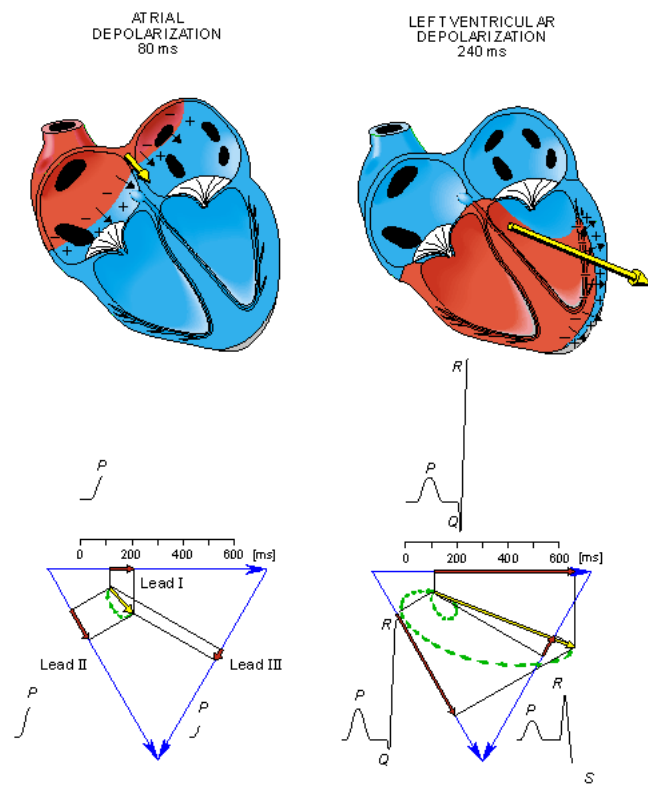 ATRIAL
DEPOLARIZATION
80 ms
LEFT VENTRICULAR
DEPOLARIZATION
240 ms
R
P
P
Q
0 200 400 600 [ms]
Lead I
Lead II
Lead III
P
P
0 200 400 600 [ms]
R
P
Q
R
P
S